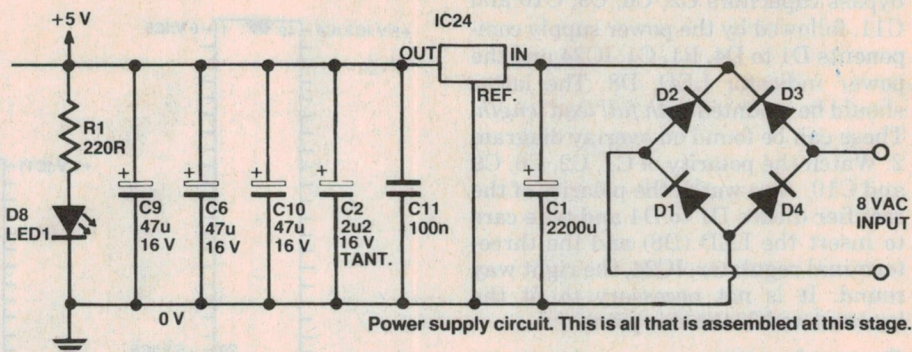 +5 V
IC24
OUT
IN
REF.
R1
220R
D8
LED1
+
C9
47u
16 V
+
C6
47u
16 V
+
C10
47u
16 V
+
C2
2u2
16 V
TANT.
C11
100n
+
C1
2200u
D2
D3
D1
D4
8 VAC
INPUT
0 V
Power supply circuit. This is all that is assembled at this stage.